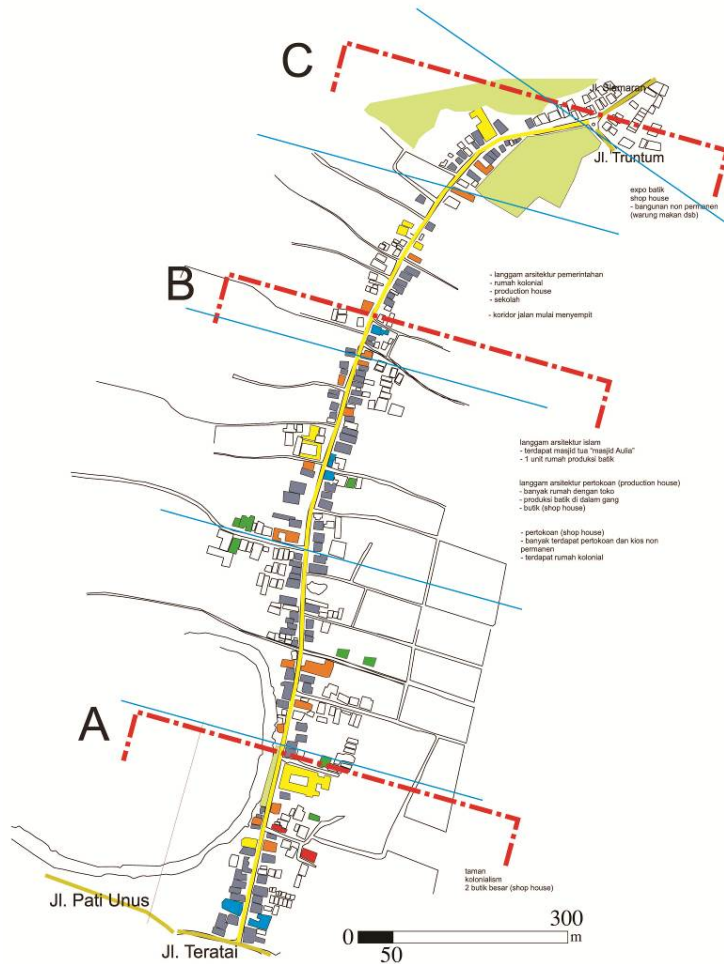 C
Jl. Slamaran
Jl. Truntum
expo batik
shop house
- bangunan non permanen
(warung makan dsb)
- langgam arsitektur pemerintahan
- rumah kolonial
- production house
- sekolah
- koridor jalan mulai menyempit
B
langgam arsitektur islam
- terdapat masjid tua "masjid Aulia"
- 1 unit rumah produksi batik
langgam arsitektur pertokoan (production house)
- banyak rumah dengan toko
- produksi batik di dalam gang
- butik (shop house)
- pertokoan (shop house)
- banyak terdapat pertokoan dan kios non
permanen
- terdapat rumah kolonial
A
taman
kolonialism
2 butik besar (shop house)
Jl. Pati Unus
Jl. Teratai
300
0 m
50